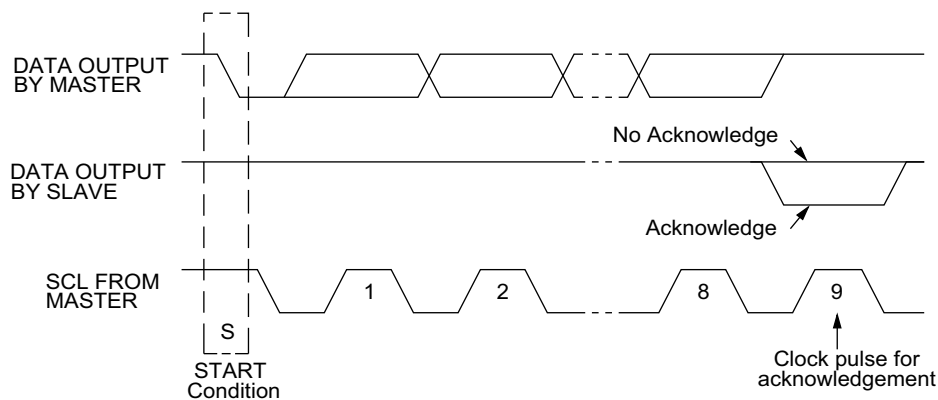 DATA OUTPUT
BY MASTER
No Acknowledge
DATA OUTPUT
BY SLAVE
Acknowledge
SCL FROM
MASTER
1
2
8
9
S
START
Condition
Clock pulse for
acknowledgement